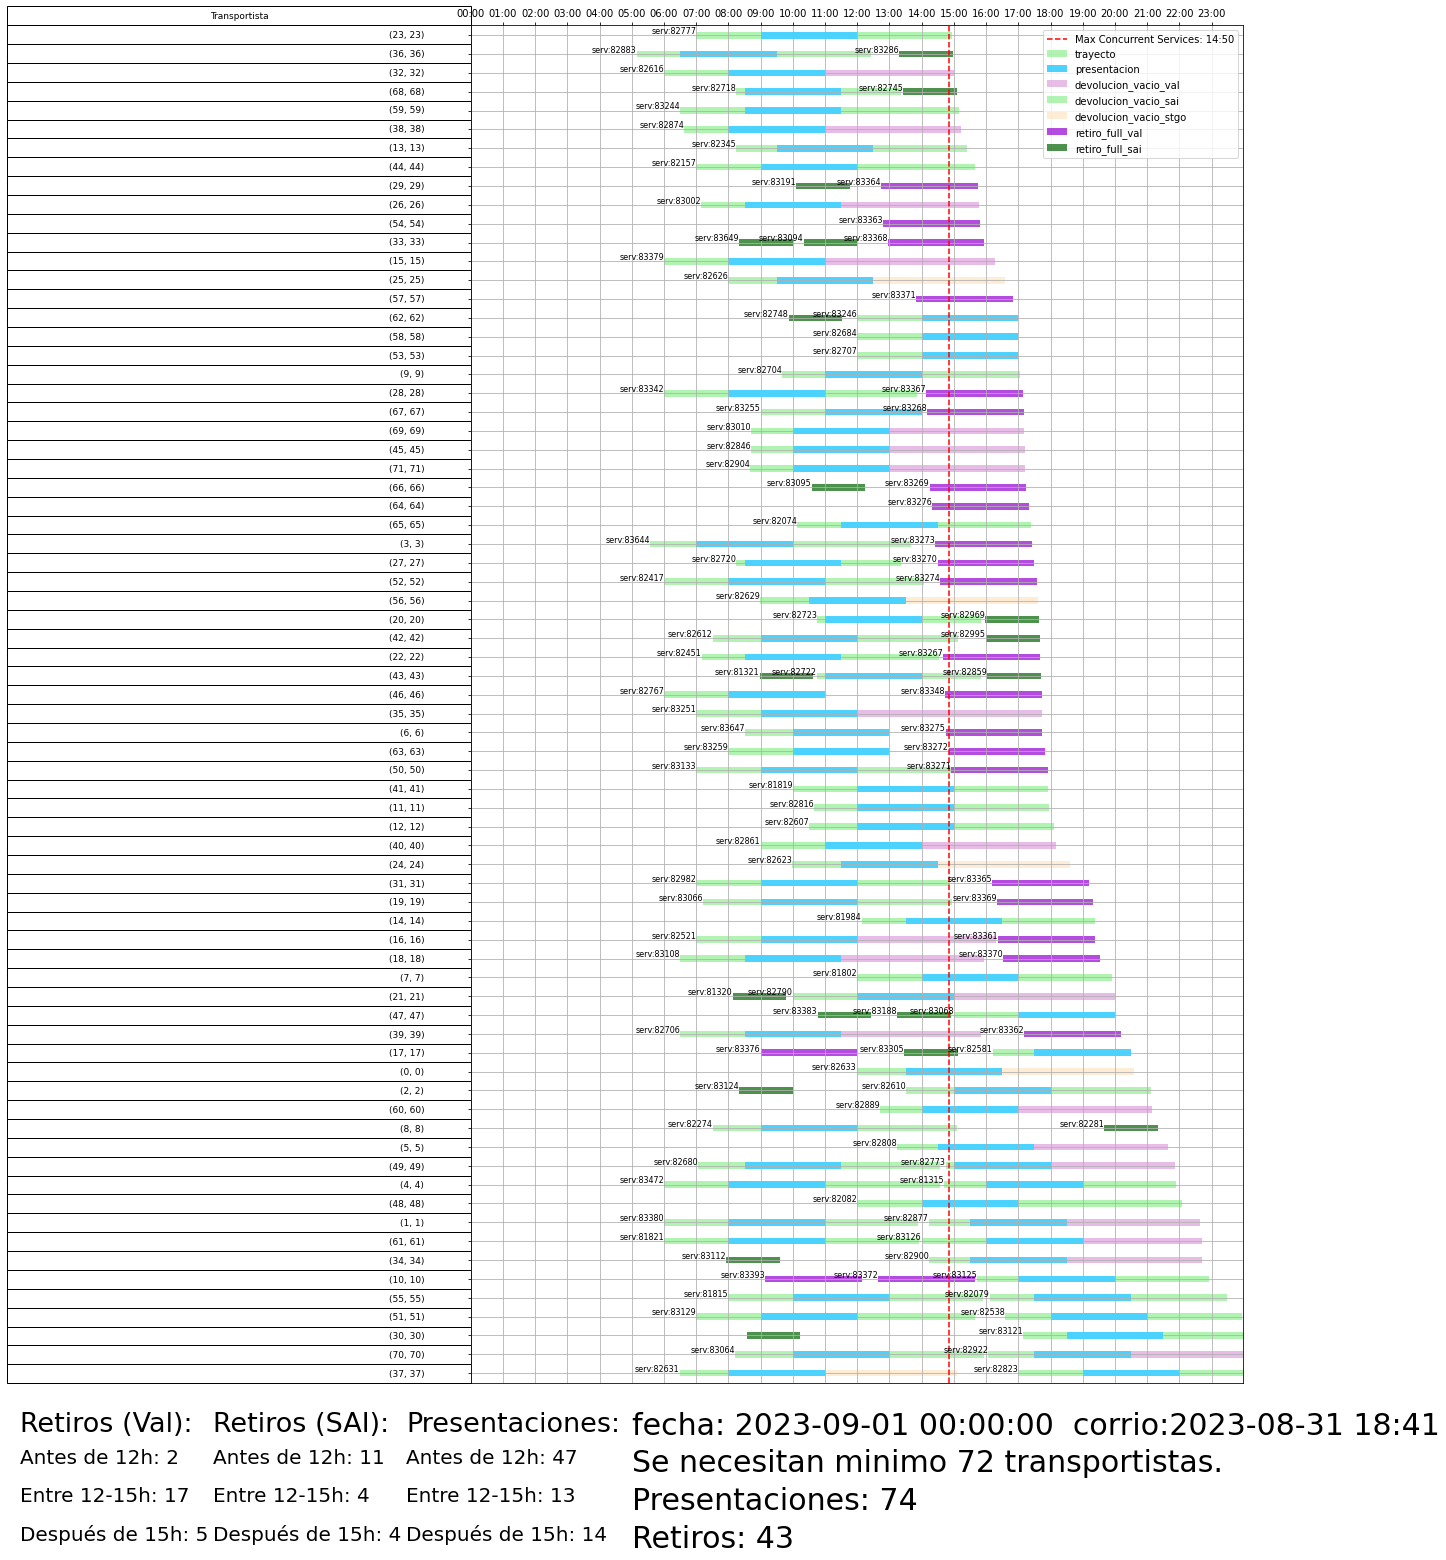 Transportista 00:00 01:00 02:00 03:00 04:00 05:00 06:00 07:00 08:00 09:00 10:00 11:00 12:00 13:00 14:00 15:00 16:00 17:00 18:00 19:00 20:00 21:00 22:00 23:00
Max Concurrent Services: 14:50
trayecto
presentacion
devolucion_vacio_val
devolucion_vacio_sai
devolucion_vacio_stgo
retiro_full_val
retiro_full_sai
(23, 23) serv:82777
(36, 36) serv:82883 serv:83286
(32, 32) serv:82616
(68, 68) serv:82718 serv:82745
(59, 59) serv:83244
(38, 38) serv:82874
(13, 13) serv:82345
(44, 44) serv:82157
(29, 29) serv:83191 serv:83364
(26, 26) serv:83002
(54, 54) serv:83363
(33, 33) serv:83649 serv:83094 serv:83368
(15, 15) serv:83379
(25, 25) serv:82626
(57, 57) serv:83371
(62, 62) serv:82748 serv:83246
(58, 58) serv:82684
(53, 53) serv:82707
(9, 9) serv:82704
(28, 28) serv:83342 serv:83367
(67, 67) serv:83255 serv:83268
(69, 69) serv:83010
(45, 45) serv:82846
(71, 71) serv:82904
(66, 66) serv:83095 serv:83269
(64, 64) serv:83276
(65, 65) serv:82074
(3, 3) serv:83644 serv:83273
(27, 27) serv:82720 serv:83270
(52, 52) serv:82417 serv:83274
(56, 56) serv:82629
(20, 20) serv:82723 serv:82969
(42, 42) serv:82612 serv:82995
(22, 22) serv:82451 serv:83267
(43, 43) serv:81321 serv:82722 serv:82859
(46, 46) serv:82767 serv:83348
(35, 35) serv:83251
(6, 6) serv:83647 serv:83275
(63, 63) serv:83259 serv:83272
(50, 50) serv:83133 serv:83271
(41, 41) serv:81819
(11, 11) serv:82816
(12, 12) serv:82607
(40, 40) serv:82861
(24, 24) serv:82623
(31, 31) serv:82982 serv:83365
(19, 19) serv:83066 serv:83369
(14, 14) serv:81984
(16, 16) serv:82521 serv:83361
(18, 18) serv:83108 serv:83370
(7, 7) serv:81802
(21, 21) serv:81320 serv:82790
(47, 47) serv:83383 serv:83188 serv:83068
(39, 39) serv:82706 serv:83362
(17, 17) serv:83376 serv:83305 serv:82581
(0, 0) serv:82633
(2, 2) serv:83124 serv:82610
(60, 60) serv:82889
(8, 8) serv:82274 serv:82281
(5, 5) serv:82808
(49, 49) serv:82680 serv:82773
(4, 4) serv:83472 serv:81315
(48, 48) serv:82082
(1, 1) serv:83380 serv:82877
(61, 61) serv:81821 serv:83126
(34, 34) serv:83112 serv:82900
(10, 10) serv:83393 serv:83372 serv:83125
(55, 55) serv:81815 serv:82079
(51, 51) serv:83129 serv:82538
(30, 30) serv:83121
(70, 70) serv:83064 serv:82922
(37, 37) serv:82631 serv:82823
Retiros (Val): Retiros (SAI): Presentaciones: fecha: 2023-09-01 00:00:00 corrio:2023-08-31 18:41
Antes de 12h: 2 Antes de 12h: 11 Antes de 12h: 47 Se necesitan minimo 72 transportistas.
Entre 12-15h: 17 Entre 12-15h: 4 Entre 12-15h: 13 Presentaciones: 74
Después de 15h: 5 Después de 15h: 4 Después de 15h: 14 Retiros: 43